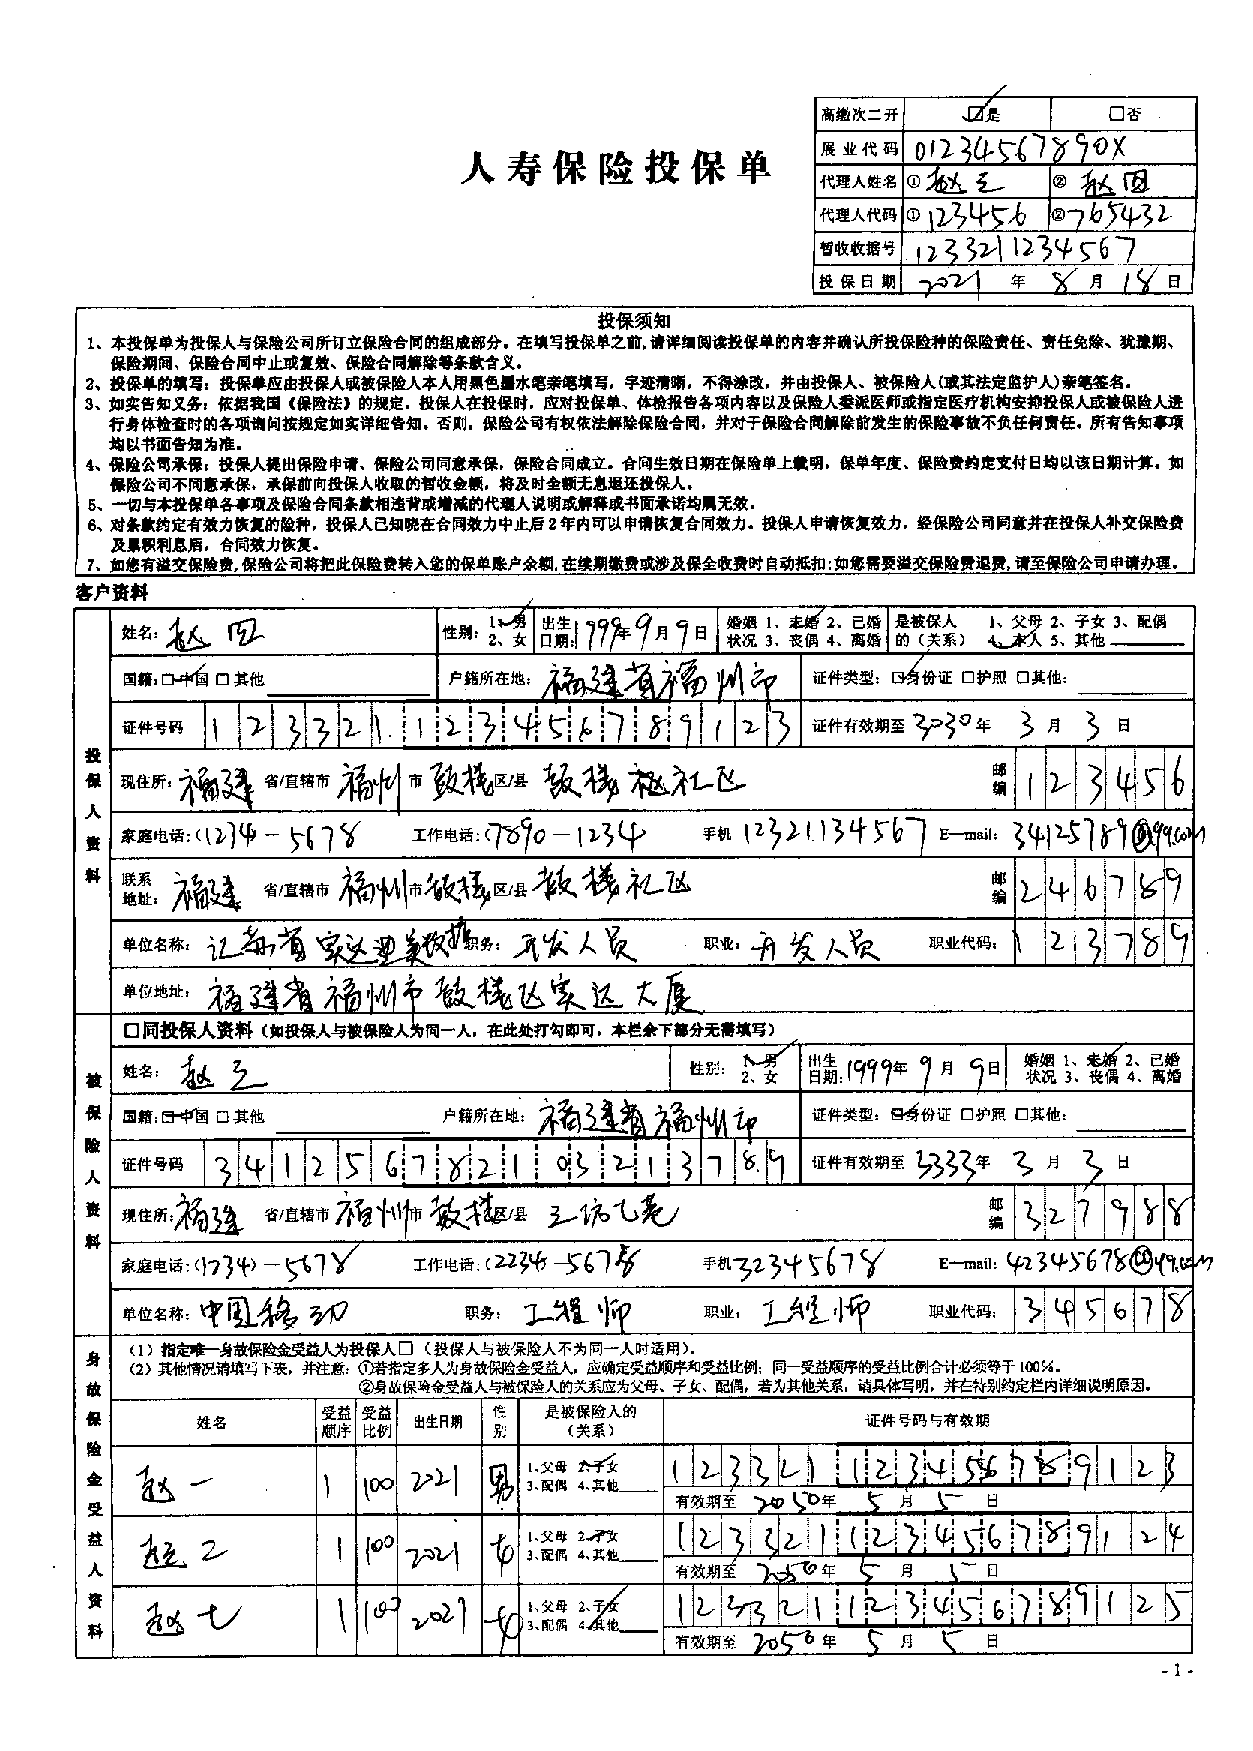 高缴次二开 ☑是 □否
人寿保险投保单
展业代码 01234567890X
代理人姓名 ① 赵三 ② 赵四
代理人代码 ① 123456 ② 765432
暂收收据号 1233211234567
投保日期 2021 年 8 月 18 日
投保须知
1、本投保单为投保人与保险公司所订立保险合同的组成部分。在填写投保单之前,请详细阅读投保单的内容并确认所投保险种的保险责任、责任免除、犹豫期、
保险期间、保险合同中止或复效、保险合同解除等条款含义。
2、投保单的填写：投保单应由投保人或被保险人本人用黑色墨水笔亲笔填写，字迹清晰，不得涂改，并由投保人、被保险人(或其法定监护人)亲笔签名。
3、如实告知义务：依据我国《保险法》的规定，投保人在投保时，应对投保单、体检报告各项内容以及保险人委派医师或指定医疗机构安排投保人或被保险人进
行身体检查时的各项询问按规定如实详细告知。否则，保险公司有权依法解除保险合同，并对于保险合同解除前发生的保险事故不负任何责任。所有告知事项
均以书面告知为准。
4、保险公司承保：投保人提出保险申请、保险公司同意承保，保险合同成立。合同生效日期在保险单上载明，保单年度、保险费约定支付日均以该日期计算。如
保险公司不同意承保，承保前向投保人收取的暂收金额，将及时全额无息退还投保人。
5、一切与本投保单各事项及保险合同条款相违背或增减的代理人说明或解释或书面承诺均属无效。
6、对条款约定有效力恢复的险种，投保人已知晓在合同效力中止后2年内可以申请恢复合同效力。投保人申请恢复效力，经保险公司同意并在投保人补交保险费
及累积利息后，合同效力恢复。
7、如您有溢交保险费,保险公司将把此保险费转入您的保单账户余额,在续期缴费或涉及保全收费时自动抵扣;如您需要溢交保险费退费,请至保险公司申请办理。
客户资料
投保人资料
姓名：赵四 性别：1、男 2、女 出生日期：1999年9月9日 婚姻状况 1、未婚 2、已婚 3、丧偶 4、离婚 是被保人的（关系） 1、父母 2、子女 3、配偶 4、本人 5、其他
国籍：☑中国 □其他 户籍所在地：福建省福州市 证件类型：☑身份证 □护照 □其他：
证件号码 123321123456789123 证件有效期至 3030年 3 月 3 日
现住所：福建 省/直辖市 福州 市 鼓楼 区/县 鼓楼 社区 邮编 123456
家庭电话：(1234)-5678 工作电话：(7890-1234 手机 12321134567 E-mail：34125789@99.com
联系地址：福建 省/直辖市 福州 市 鼓楼 区/县 鼓楼社区 邮编 246789
单位名称： 职务：开发人员 职业：开发人员 职业代码：123789
单位地址：福建省福州市鼓楼区实达大厦
被保险人资料
□同投保人资料（如投保人与被保险人为同一人，在此处打勾即可，本栏余下部分无需填写）
姓名：赵三 性别：1、男 2、女 出生日期：1999年9月9日 婚姻状况 1、未婚 2、已婚 3、丧偶 4、离婚
国籍：☑中国 □其他 户籍所在地：福建省福州市 证件类型：☑身份证 □护照 □其他：
证件号码 341256782103213789 证件有效期至 3333年 3 月 3 日
现住所：福建 省/直辖市 福州 市 鼓楼 区/县 邮编 327988
家庭电话：(1234)-5678 工作电话：(2234)-5678 手机 32345678 E-mail：42345678@49.com
单位名称：中国移动 职务：工程师 职业：工程师 职业代码：345678
身故保险金受益人资料
（1）指定唯一身故保险金受益人为投保人□（投保人与被保险人不为同一人时适用）。
（2）其他情况请填写下表，并注意：①若指定多人为身故保险金受益人，应确定受益顺序和受益比例；同一受益顺序的受益比例合计必须等于100%。
②身故保险金受益人与被保险人的关系应为父母、子女、配偶，若为其他关系，请具体写明，并在特别约定栏内详细说明原因。
姓名 受益顺序 受益比例 出生日期 性别 是被保险人的（关系） 证件号码与有效期
赵一 1 100 2021 男 1、父母 2、子女 3、配偶 4、其他 123321123456789123
有效期至 2050年 5 月 5 日
赵2 1 100 2021 女 1、父母 2、子女 3、配偶 4、其他 123321123456789124
有效期至 2050年 5 月 5 日
赵七 1 100 2021 女 1、父母 2、子女 3、配偶 4、其他 123321123456789125
有效期至 2050年 5 月 5 日
- 1 -